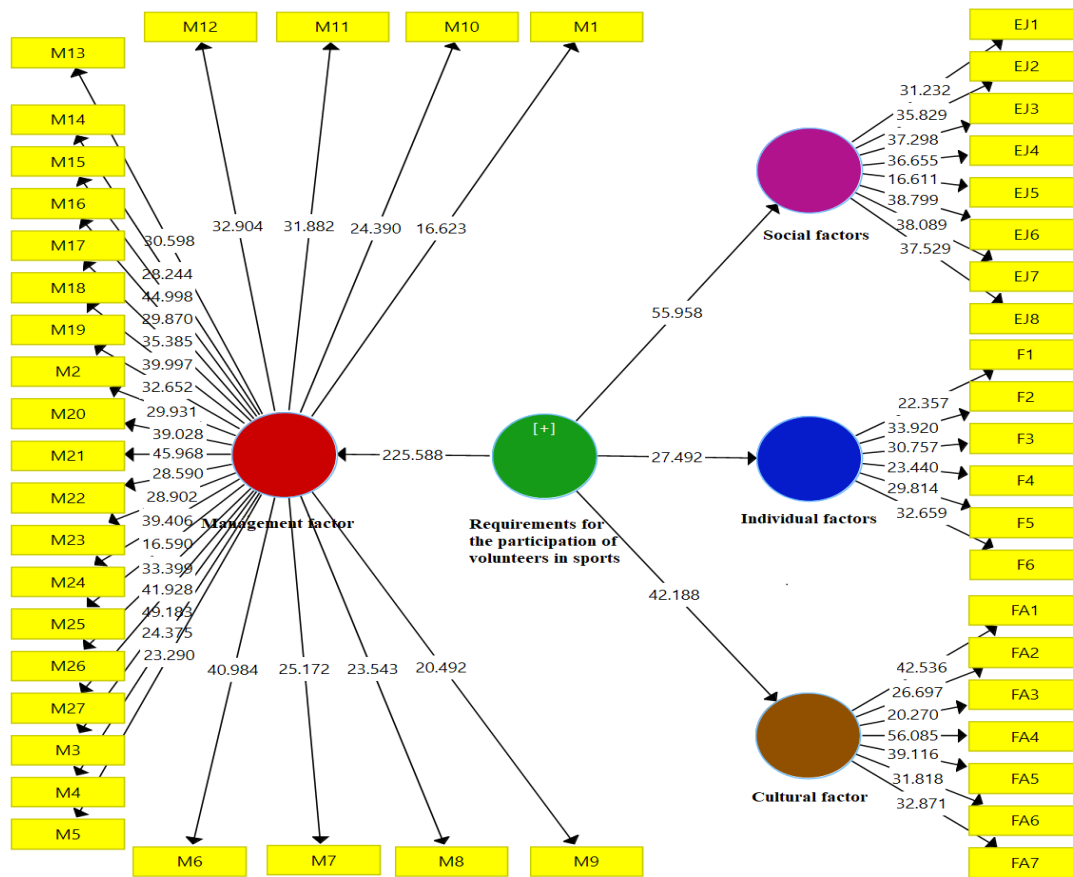 M12
M11
M10
M1
M13
M14
M15
M16
M17
M18
M19
M2
M20
M21
M22
M23
M24
M25
M26
M27
M3
M4
M5
M6
M7
M8
M9
32.904
31.882
24.390
16.623
30.598
28.244
44.998
29.870
35.385
39.997
32.652
29.931
39.028
45.968
28.590
28.902
39.406
16.590
33.399
41.928
49.183
24.375
23.290
40.984
25.172
23.543
20.492
Management factor
225.588
[+]
Requirements for
the participation of
volunteers in sports
55.958
27.492
42.188
Social factors
31.232
35.829
37.298
36.655
16.611
38.799
38.089
37.529
EJ1
EJ2
EJ3
EJ4
EJ5
EJ6
EJ7
EJ8
Individual factors
22.357
33.920
30.757
23.440
29.814
32.659
F1
F2
F3
F4
F5
F6
Cultural factor
42.536
26.697
20.270
56.085
39.116
31.818
32.871
FA1
FA2
FA3
FA4
FA5
FA6
FA7